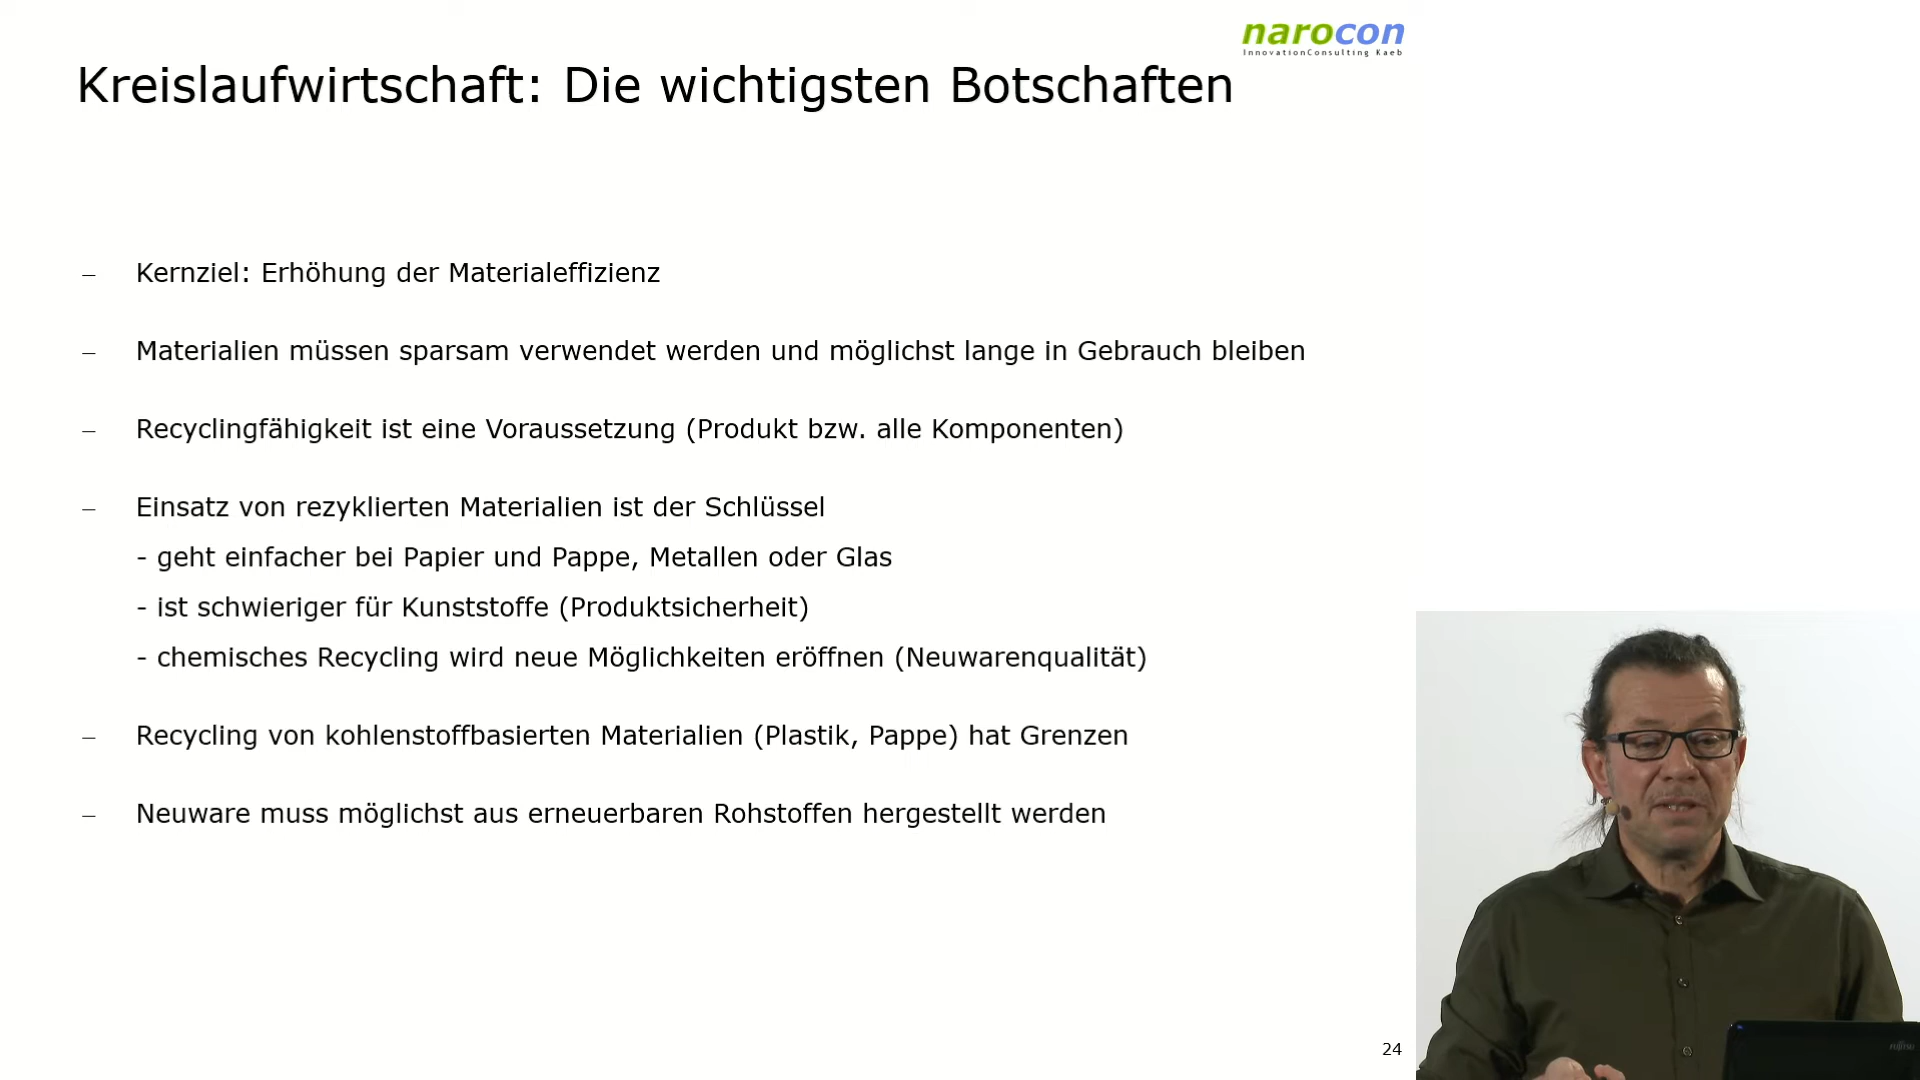 narocon
InnovationConsulting Kaeb
Kreislaufwirtschaft: Die wichtigsten Botschaften
– Kernziel: Erhöhung der Materialeffizienz
– Materialien müssen sparsam verwendet werden und möglichst lange in Gebrauch bleiben
– Recyclingfähigkeit ist eine Voraussetzung (Produkt bzw. alle Komponenten)
– Einsatz von rezyklierten Materialien ist der Schlüssel
- geht einfacher bei Papier und Pappe, Metallen oder Glas
- ist schwieriger für Kunststoffe (Produktsicherheit)
- chemisches Recycling wird neue Möglichkeiten eröffnen (Neuwarenqualität)
– Recycling von kohlenstoffbasierten Materialien (Plastik, Pappe) hat Grenzen
– Neuware muss möglichst aus erneuerbaren Rohstoffen hergestellt werden
24